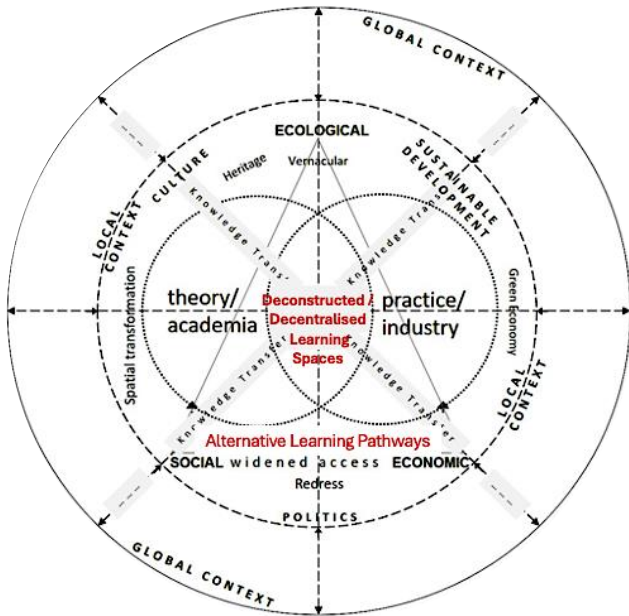 GLOBAL CONTEXT
ECOLOGICAL
Vernacular
Heritage
CULTURE
SUSTAINABLE
DEVELOPMENT
LOCAL
CONTEXT
Knowledge Trans
Knowledge Trans
Spatial transformation
theory/
academia
Deconstructed /
Decentralised
Learning
Spaces
practice/
industry
Green Economy
Knowledge Transfer
Knowledge Transfer
LOCAL
CONTEXT
Alternative Learning Pathways
SOCIAL widened access ECONOMIC
Redress
POLITICS
GLOBAL CONTEXT